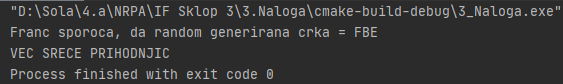 "D:\Sola\4.a\NRPA\IF Sklop 3\3.Naloga\cmake-build-debug\3_Naloga.exe"
Franc sporoca, da random generirana crka = FBE
VEC SRECE PRIHODNJIC
Process finished with exit code 0